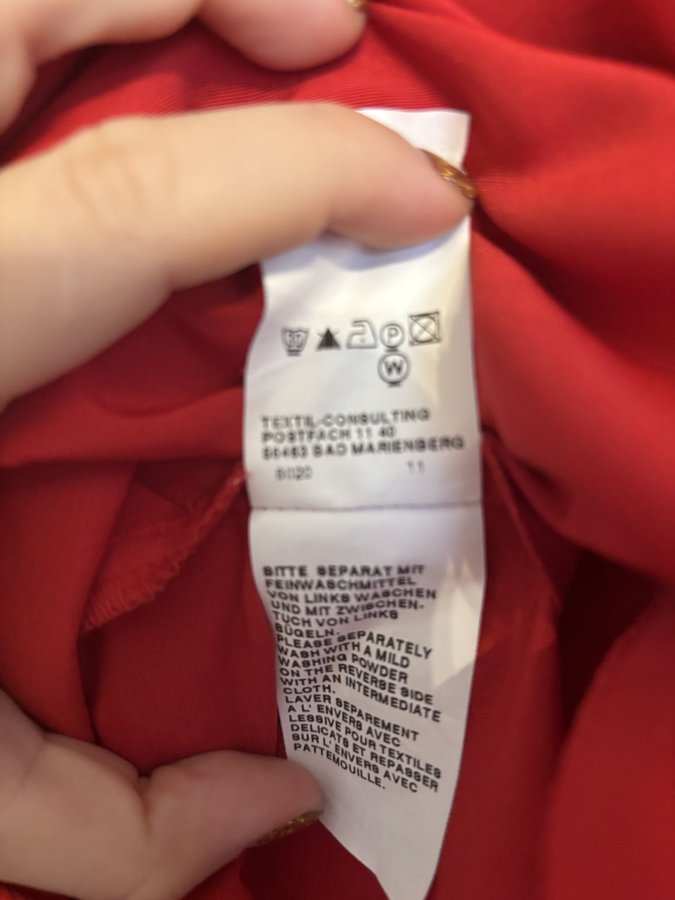 30
P
W
TEXTIL-CONSULTING
POSTFACH 11 40
56463 BAD MARIENBERG
6020 11
BITTE SEPARAT MIT
FEINWASCHMITTEL
VON LINKS WASCHEN
UND MIT ZWISCHEN-
TUCH VON LINKS
BÜGELN.
PLEASE SEPARATELY
WASH WITH A MILD
WASHING POWDER
ON THE REVERSE SIDE
WITH AN INTERMEDIATE
CLOTH.
LAVER SEPAREMENT
A L' ENVERS AVEC
LESSIVE POUR TEXTILES
DELICATS ET REPASSER
SUR L' ENVERS AVEC
PATTEMOUILLE.